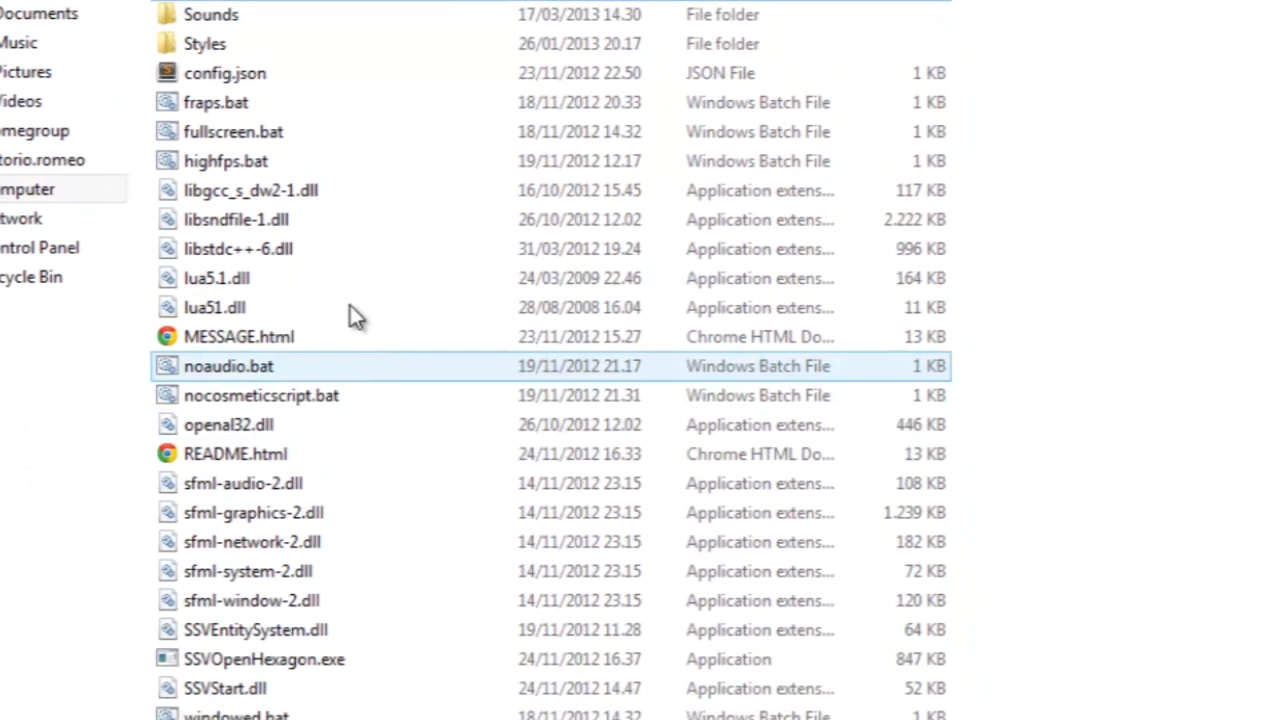 Documents
Music
Pictures
Videos
omegroup
torio.romeo
mputer
twork
ntrol Panel
cycle Bin
Sounds 17/03/2013 14.30 File folder
Styles 26/01/2013 20.17 File folder
config.json 23/11/2012 22.50 JSON File 1 KB
fraps.bat 18/11/2012 20.33 Windows Batch File 1 KB
fullscreen.bat 18/11/2012 14.32 Windows Batch File 1 KB
highfps.bat 19/11/2012 12.17 Windows Batch File 1 KB
libgcc_s_dw2-1.dll 16/10/2012 15.45 Application extens... 117 KB
libsndfile-1.dll 26/10/2012 12.02 Application extens... 2.222 KB
libstdc++-6.dll 31/03/2012 19.24 Application extens... 996 KB
lua5.1.dll 24/03/2009 22.46 Application extens... 164 KB
lua51.dll 28/08/2008 16.04 Application extens... 11 KB
MESSAGE.html 23/11/2012 15.27 Chrome HTML Do... 13 KB
noaudio.bat 19/11/2012 21.17 Windows Batch File 1 KB
nocosmeticscript.bat 19/11/2012 21.31 Windows Batch File 1 KB
openal32.dll 26/10/2012 12.02 Application extens... 446 KB
README.html 24/11/2012 16.33 Chrome HTML Do... 13 KB
sfml-audio-2.dll 14/11/2012 23.15 Application extens... 108 KB
sfml-graphics-2.dll 14/11/2012 23.15 Application extens... 1.239 KB
sfml-network-2.dll 14/11/2012 23.15 Application extens... 182 KB
sfml-system-2.dll 14/11/2012 23.15 Application extens... 72 KB
sfml-window-2.dll 14/11/2012 23.15 Application extens... 120 KB
SSVEntitySystem.dll 19/11/2012 11.28 Application extens... 64 KB
SSVOpenHexagon.exe 24/11/2012 16.37 Application 847 KB
SSVStart.dll 24/11/2012 14.47 Application extens... 52 KB
windowed.bat 18/11/2012 14.32 Windows Batch File 1 KB